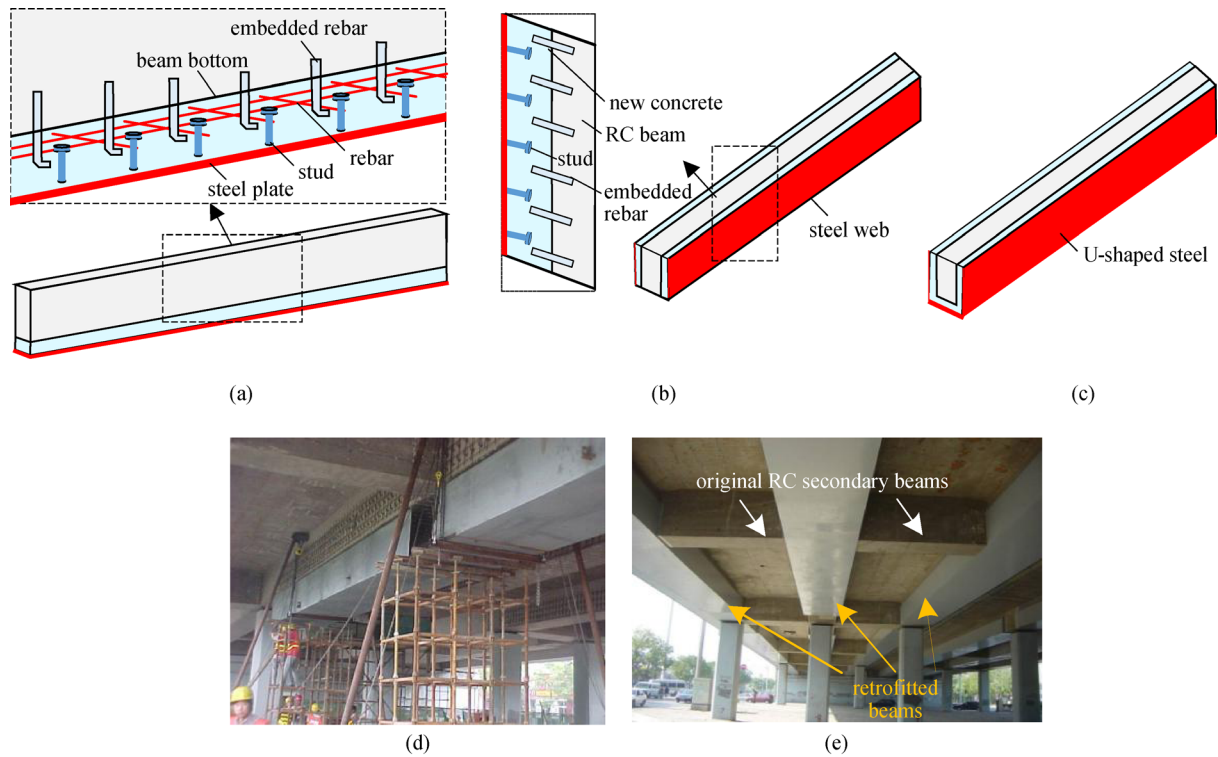 embedded rebar
beam bottom
rebar
stud
steel plate
(a)
new concrete
RC beam
stud
embedded
rebar
steel web
(b)
U-shaped steel
(c)
(d)
original RC secondary beams
retrofitted
beams
(e)